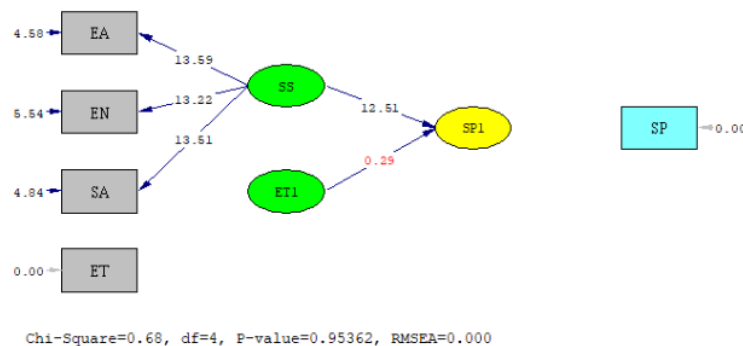 4.58 EA
13.59
SS
5.54 EN
13.22
12.51
SP1
SP 0.00
0.29
4.84 SA
13.51
ET1
0.00 ET
Chi-Square=0.68, df=4, P-value=0.95362, RMSEA=0.000